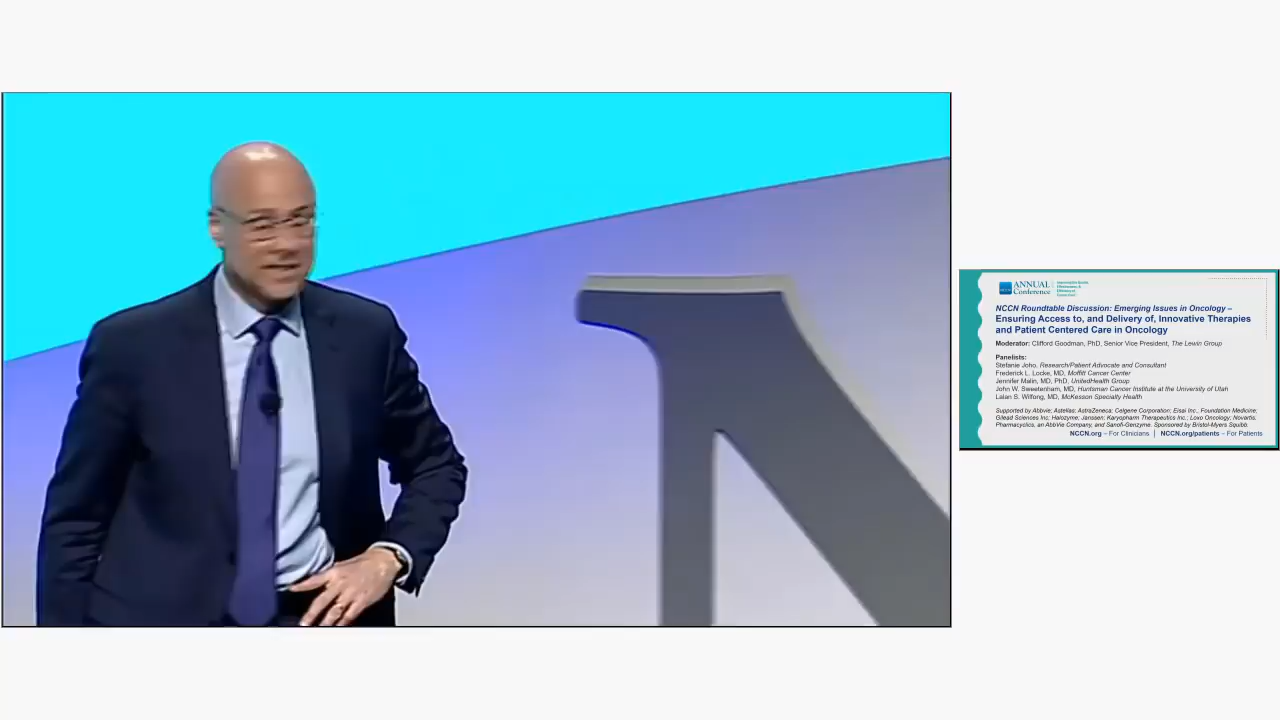 N
NCCN ANNUAL
Conference
NCCN Roundtable Discussion: Emerging Issues in Oncology –
Ensuring Access to, and Delivery of, Innovative Therapies
and Patient Centered Care in Oncology
Moderator: Clifford Goodman, PhD, Senior Vice President, The Lewin Group
Panelists:
Stefanie Joho, Research/Patient Advocate and Consultant
Frederick L. Locke, MD, Moffitt Cancer Center
Jennifer Malin, MD, PhD, UnitedHealth Group
John W. Sweetenham, MD, Huntsman Cancer Institute at the University of Utah
Lalan S. Wilfong, MD, McKesson Specialty Health
Supported by Abbvie; Astellas; AstraZeneca; Celgene Corporation; Eisai Inc.; Foundation Medicine;
Gilead Sciences Inc; Halozyme; Janssen; Karyopharm Therapeutics Inc.; Loxo Oncology; Novartis;
Pharmacyclics, an AbbVie Company, and Sanofi-Genzyme. Sponsored by Bristol-Myers Squibb.
NCCN.org – For Clinicians | NCCN.org/patients – For Patients